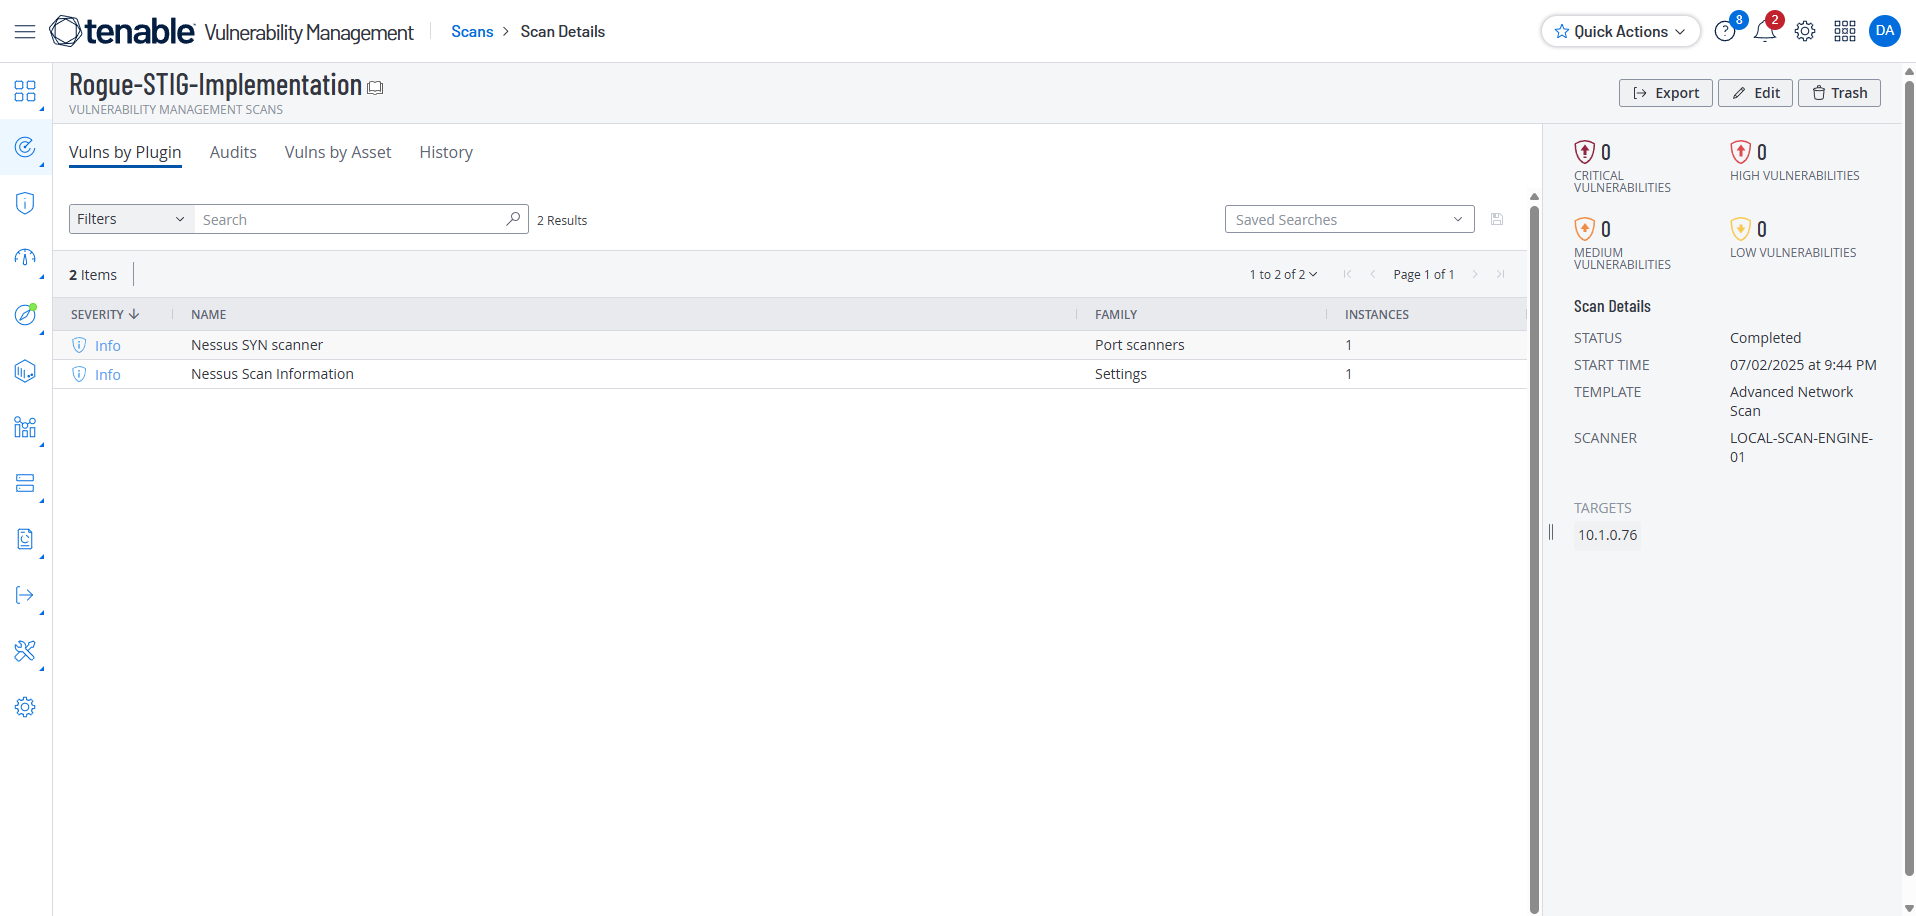 tenable Vulnerability Management Scans > Scan Details Quick Actions 8 2 DA
Rogue-STIG-Implementation
VULNERABILITY MANAGEMENT SCANS
Export Edit Trash
Vulns by Plugin Audits Vulns by Asset History
Filters Search 2 Results Saved Searches
2 Items 1 to 2 of 2 Page 1 of 1
SEVERITY NAME FAMILY INSTANCES
Info Nessus SYN scanner Port scanners 1
Info Nessus Scan Information Settings 1
0 0
CRITICAL VULNERABILITIES HIGH VULNERABILITIES
0 0
MEDIUM VULNERABILITIES LOW VULNERABILITIES
Scan Details
STATUS Completed
START TIME 07/02/2025 at 9:44 PM
TEMPLATE Advanced Network
Scan
SCANNER LOCAL-SCAN-ENGINE-
01
TARGETS
10.1.0.76